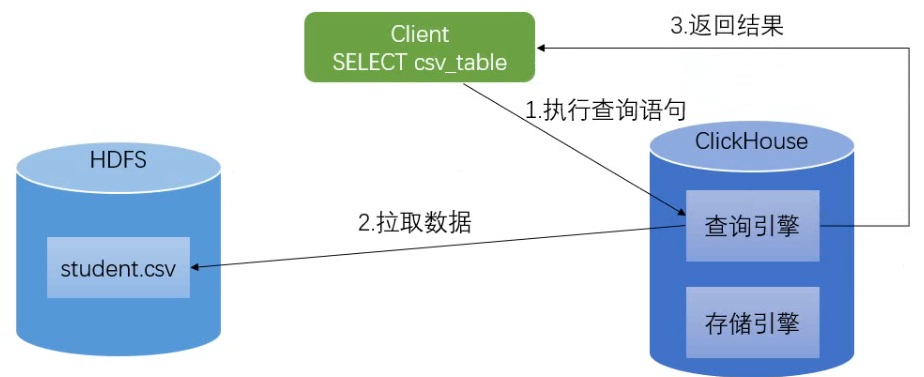 Client
SELECT csv_table
3.返回结果
1.执行查询语句
ClickHouse
HDFS
查询引擎
2.拉取数据
student.csv
存储引擎